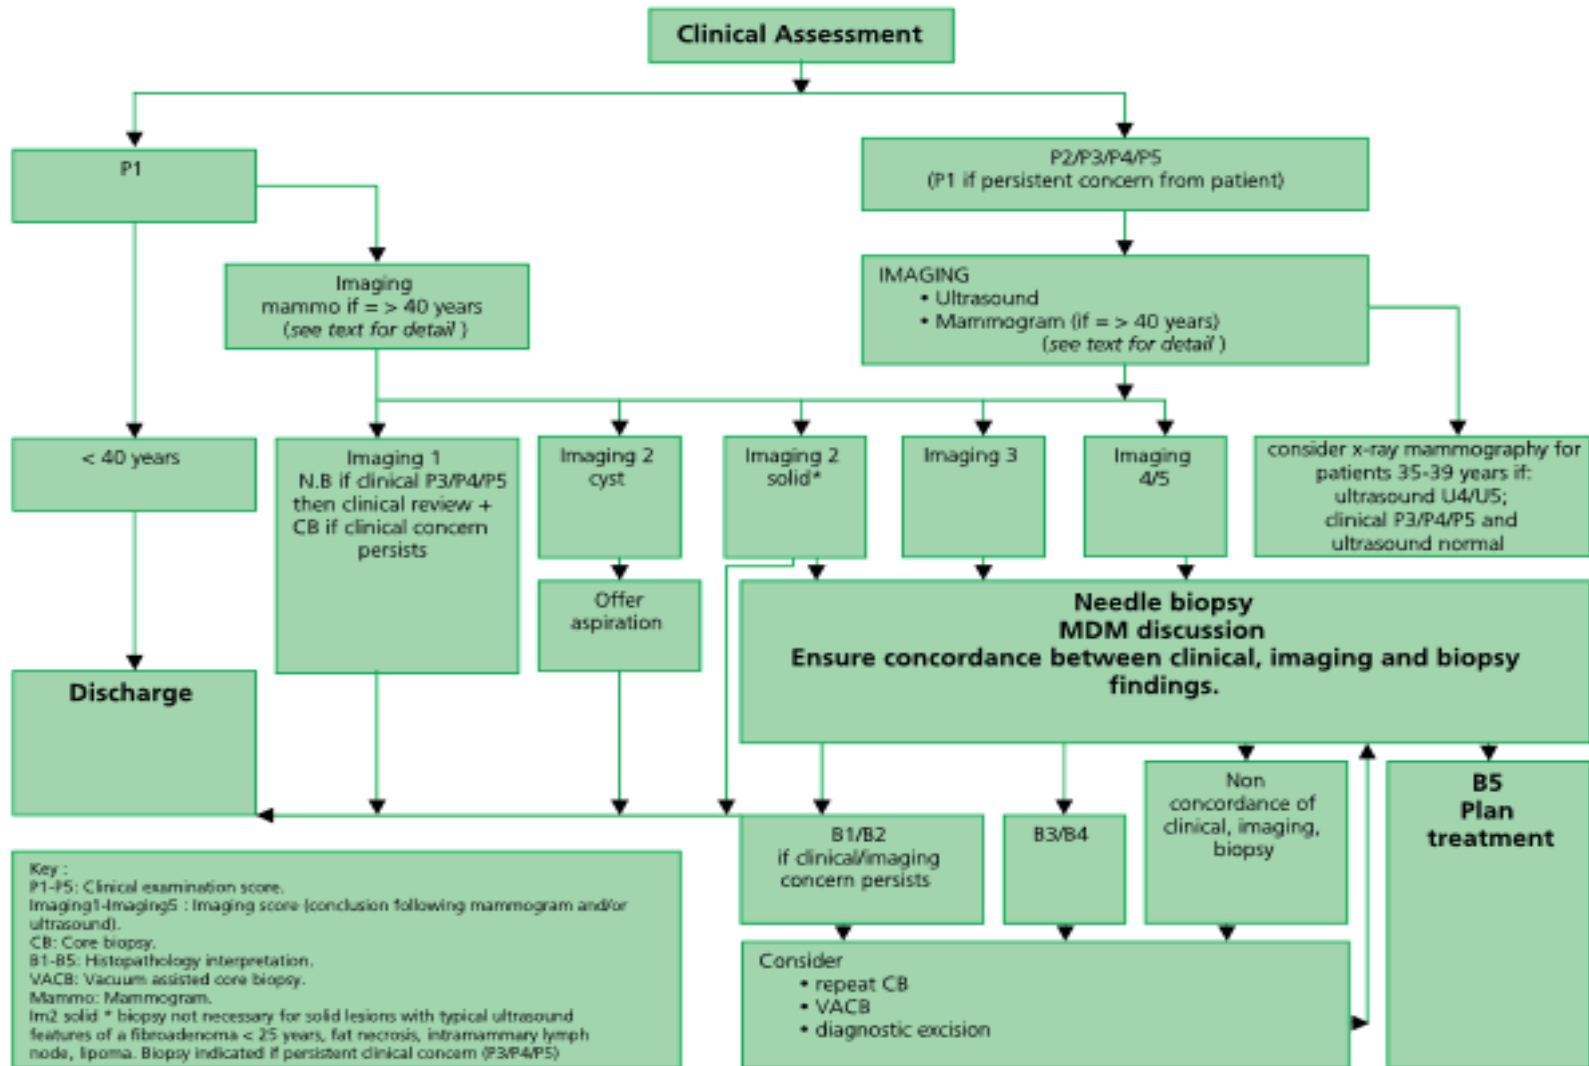 Clinical Assessment
P1
P2/P3/P4/P5
(P1 if persistent concern from patient)
Imaging
mammo if = > 40 years
(see text for detail )
IMAGING
• Ultrasound
• Mammogram (if = > 40 years)
(see text for detail )
< 40 years
Imaging 1
N.B if clinical P3/P4/P5
then clinical review +
CB if clinical concern
persists
Imaging 2
cyst
Imaging 2
solid*
Imaging 3
Imaging
4/5
consider x-ray mammography for
patients 35-39 years if:
ultrasound U4/U5;
clinical P3/P4/P5 and
ultrasound normal
Offer
aspiration
Needle biopsy
MDM discussion
Ensure concordance between clinical, imaging and biopsy
findings.
Discharge
B1/B2
if clinical/imaging
concern persists
B3/B4
Non
concordance of
clinical, imaging,
biopsy
B5
Plan
treatment
Key :
P1-P5: Clinical examination score.
Imaging1-Imaging5 : Imaging score (conclusion following mammogram and/or
ultrasound).
CB: Core biopsy.
B1-B5: Histopathology interpretation.
VACB: Vacuum assisted core biopsy.
Mammo: Mammogram.
Im2 solid * biopsy not necessary for solid lesions with typical ultrasound
features of a fibroadenoma < 25 years, fat necrosis, intramammary lymph
node, lipoma. Biopsy indicated if persistent clinical concern (P3/P4/P5)
Consider
• repeat CB
• VACB
• diagnostic excision